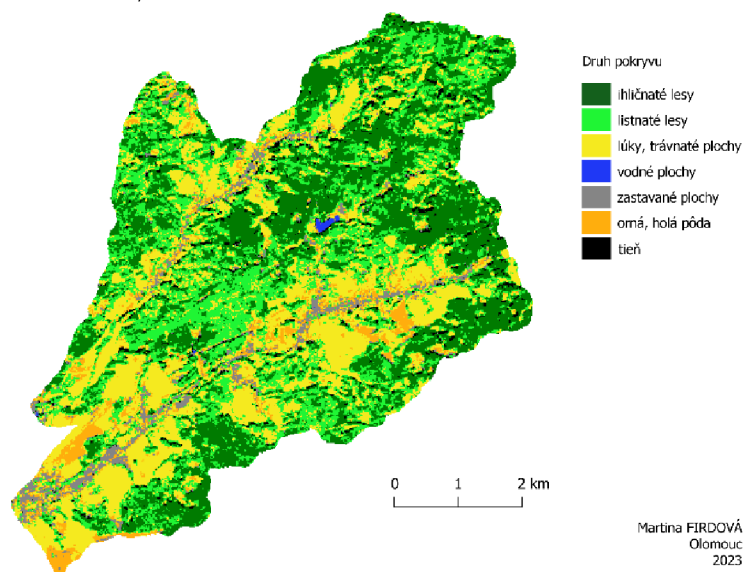 Druh pokryvu
ihličnaté lesy
listnaté lesy
lúky, trávnaté plochy
vodné plochy
zastavané plochy
orná, holá pôda
tieň
0 1 2 km
Martina FIRDOVÁ
Olomouc
2023